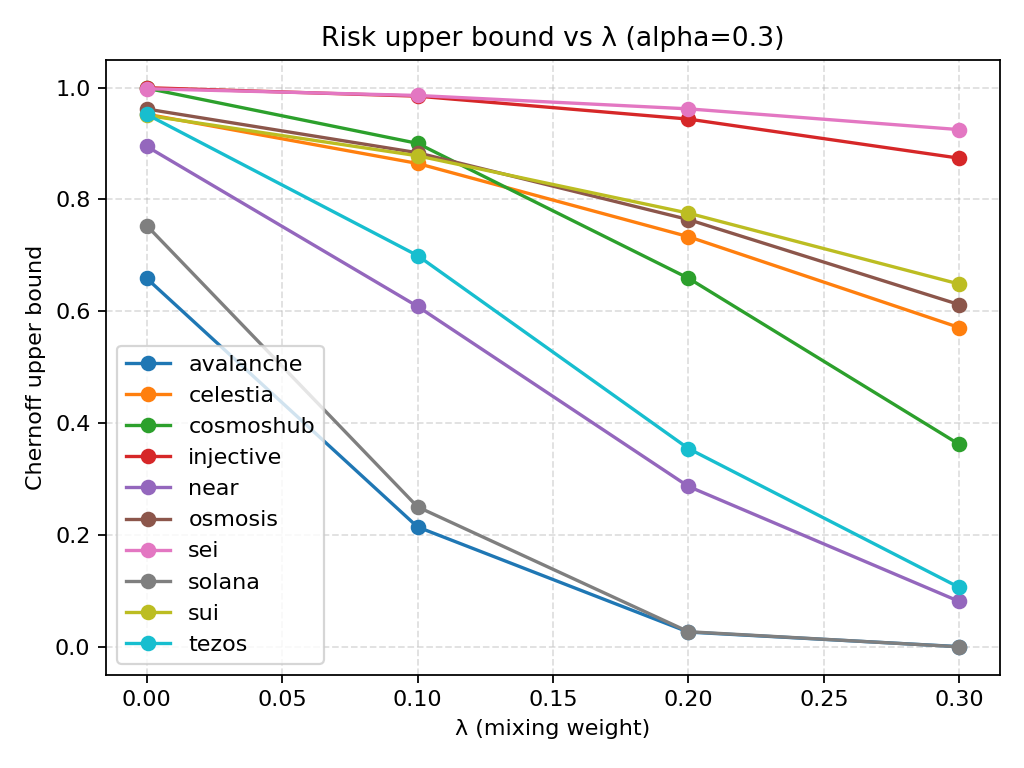 Risk upper bound vs λ (alpha=0.3)
Chernoff upper bound
1.0
0.8
0.6
0.4
0.2
0.0
avalanche
celestia
cosmoshub
injective
near
osmosis
sei
solana
sui
tezos
0.00 0.05 0.10 0.15 0.20 0.25 0.30
λ (mixing weight)